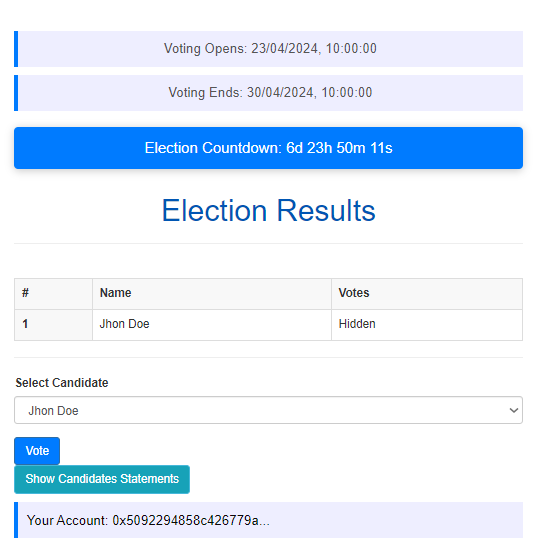 Voting Opens: 23/04/2024, 10:00:00
Voting Ends: 30/04/2024, 10:00:00
Election Countdown: 6d 23h 50m 11s
Election Results
# Name Votes
1 Jhon Doe Hidden
Select Candidate
Jhon Doe
Vote
Show Candidates Statements
Your Account: 0x5092294858c426779a...